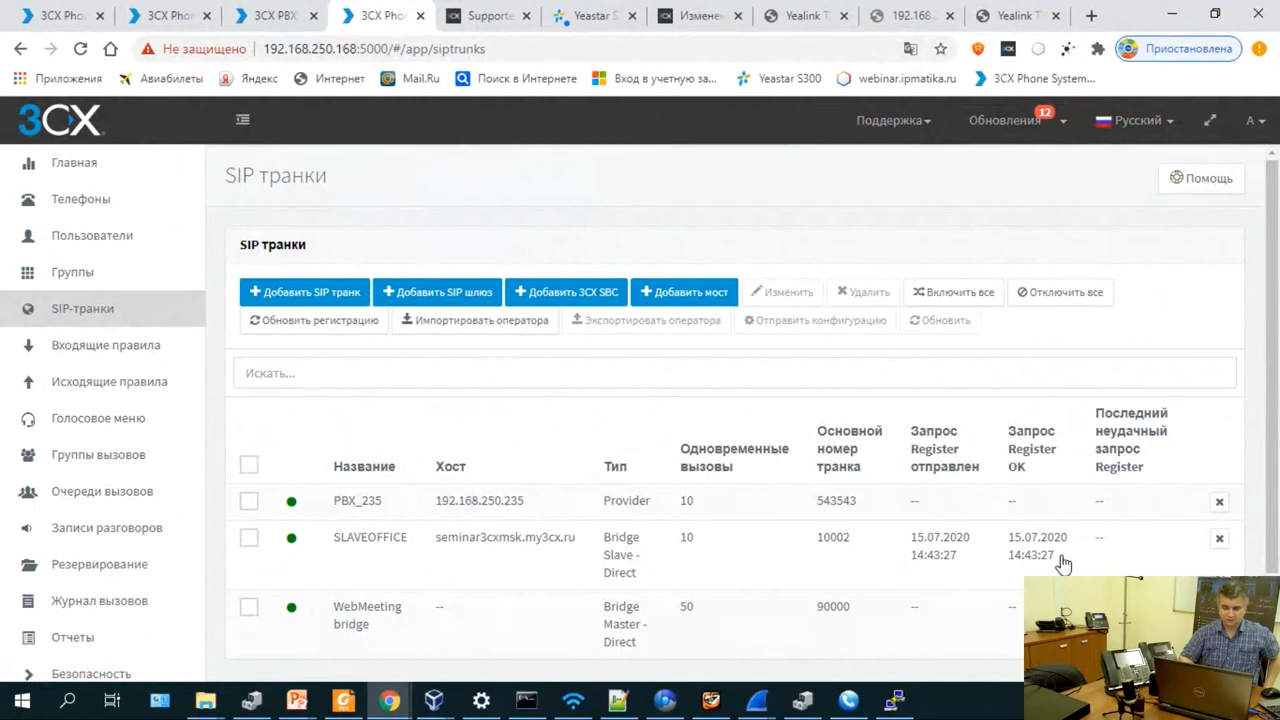 3CX Pho
3CX Phon
3CX PBX
3CX Pho
Supporte
Yeastar S
Изменен
Yealink T
192.168.
Yealink T
Не защищено
192.168.250.168:5000/#/app/siptrunks
Приостановлена
Приложения
Авиабилеты
Яндекс
Интернет
Mail.Ru
Поиск в Интернете
Вход в учетную за...
Yeastar S300
webinar.ipmatika.ru
3CX Phone System...
3CX
Поддержка
Обновления 12
Русский
A
Главная
Телефоны
Пользователи
Группы
SIP-транки
Входящие правила
Исходящие правила
Голосовое меню
Группы вызовов
Очереди вызовов
Записи разговоров
Резервирование
Журнал вызовов
Отчеты
Безопасность
SIP транки
Помощь
SIP транки
+ Добавить SIP транк
+ Добавить SIP шлюз
+ Добавить 3CX SBC
+ Добавить мост
Изменить
Удалить
Включить все
Отключить все
Обновить регистрацию
Импортировать оператора
Экспортировать оператора
Отправить конфигурацию
Обновить
Искать...
Название
Хост
Тип
Одновременные вызовы
Основной номер транка
Запрос Register отправлен
Запрос Register OK
Последний неудачный запрос Register
PBX_235 192.168.250.235 Provider 10 543543 -- -- --
SLAVEOFFICE seminar3cxmsk.my3cx.ru Bridge Slave - Direct 10 10002 15.07.2020 14:43:27 15.07.2020 14:43:27 --
WebMeeting bridge -- Bridge Master - Direct 50 90000 -- --